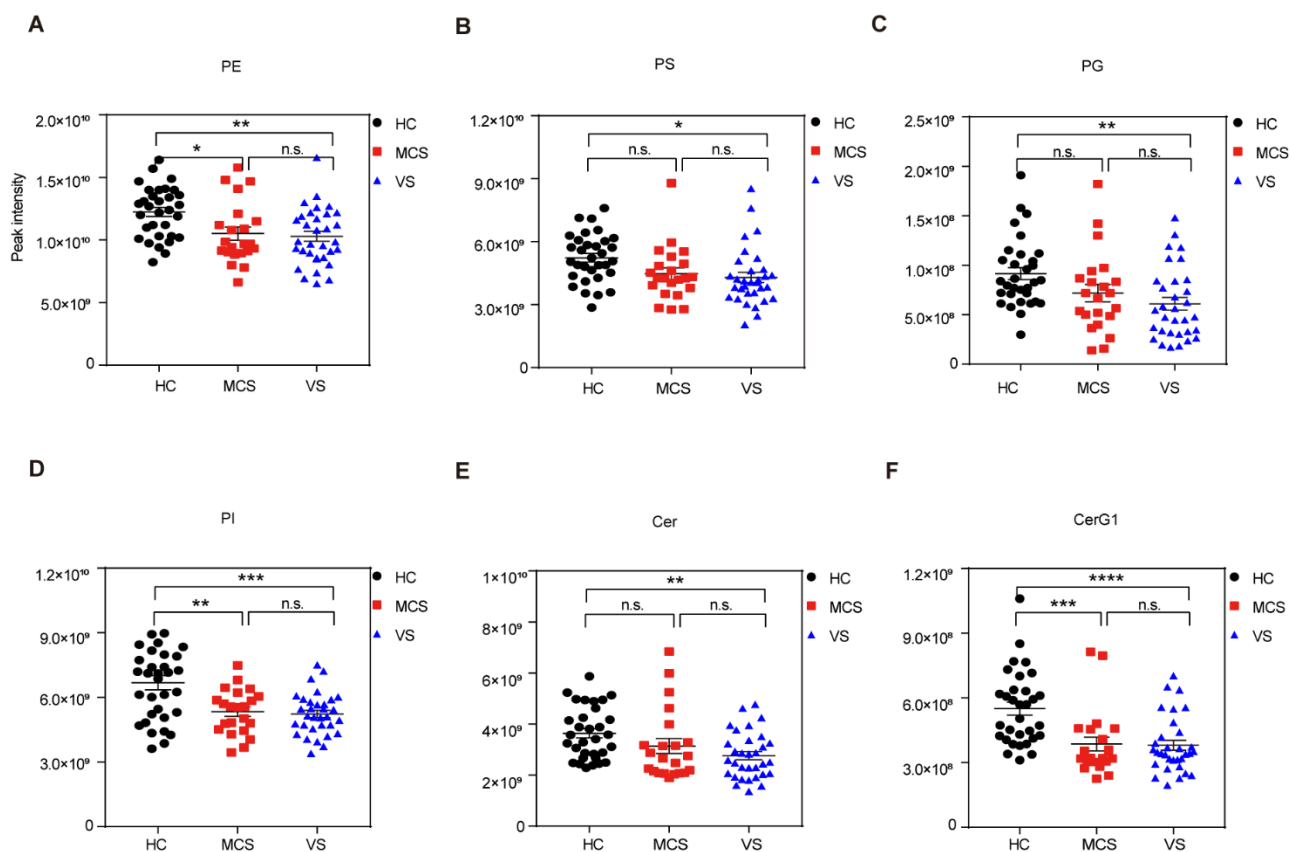 A
PE
Peak intensity
2.0×10¹⁰
1.5×10¹⁰
1.0×10¹⁰
5.0×10⁹
0
**
*
n.s.
HC
MCS
VS
HC
MCS
VS
B
PS
1.2×10¹⁰
9.0×10⁹
6.0×10⁹
3.0×10⁹
0
*
n.s.
n.s.
HC
MCS
VS
HC
MCS
VS
C
PG
2.5×10⁹
2.0×10⁹
1.5×10⁹
1.0×10⁹
5.0×10⁸
0
**
n.s.
n.s.
HC
MCS
VS
HC
MCS
VS
D
PI
1.2×10¹⁰
9.0×10⁹
6.0×10⁹
3.0×10⁹
0
***
**
n.s.
HC
MCS
VS
HC
MCS
VS
E
Cer
1×10¹⁰
8×10⁹
6×10⁹
4×10⁹
2×10⁹
0
**
n.s.
n.s.
HC
MCS
VS
HC
MCS
VS
F
CerG1
1.2×10⁹
9.0×10⁸
6.0×10⁸
3.0×10⁸
0
****
***
n.s.
HC
MCS
VS
HC
MCS
VS